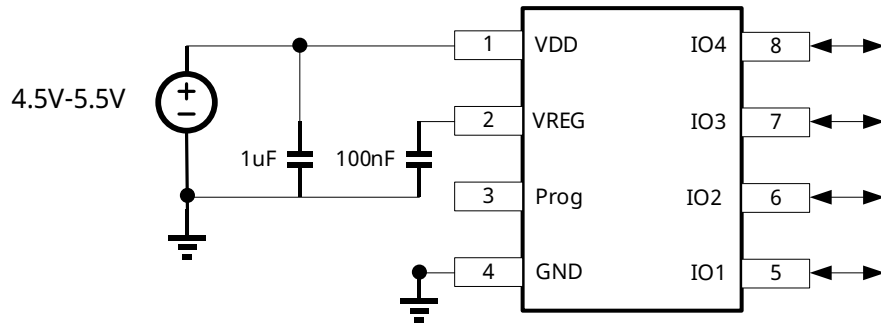 1 VDD IO4 8
4.5V-5.5V
+
−
2 VREG IO3 7
1uF 100nF
3 Prog IO2 6
4 GND IO1 5